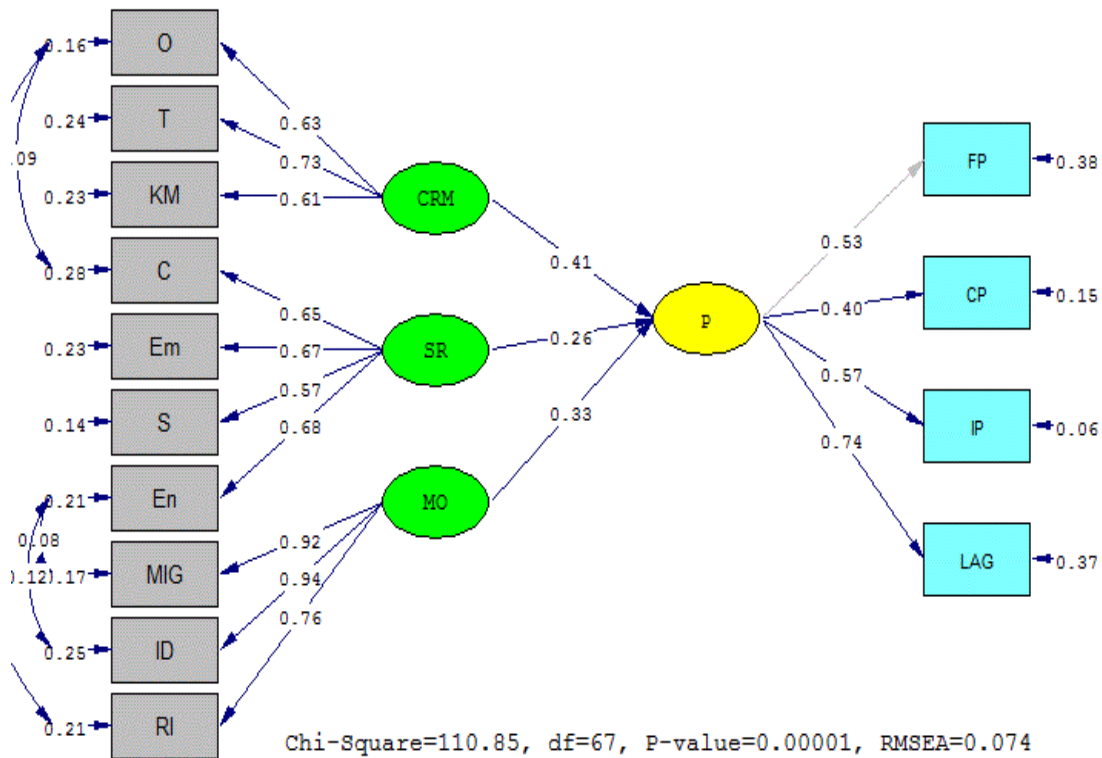 0.16 O
0.63
0.24 T
0.73
.09
FP 0.38
0.23 KM
0.61
CRM
0.53
0.28 C
0.41
0.65
CP 0.15
0.40
P
0.23 Em
0.67
SR
0.26
0.57
0.57
0.14 S
0.68
0.33
IP 0.06
0.74
0.21 En
MO
0.08
0.92
0.12
0.17 MIG
0.94
LAG 0.37
0.76
0.25 ID
0.21 RI
Chi-Square=110.85, df=67, P-value=0.00001, RMSEA=0.074